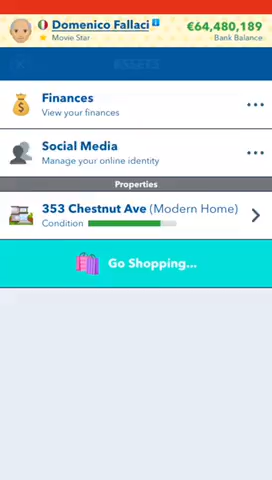 Domenico Fallaci
€64,480,189
Movie Star
Bank Balance
ASSETS
Finances
View your finances
Social Media
Manage your online identity
Properties
353 Chestnut Ave (Modern Home)
Condition
Go Shopping...